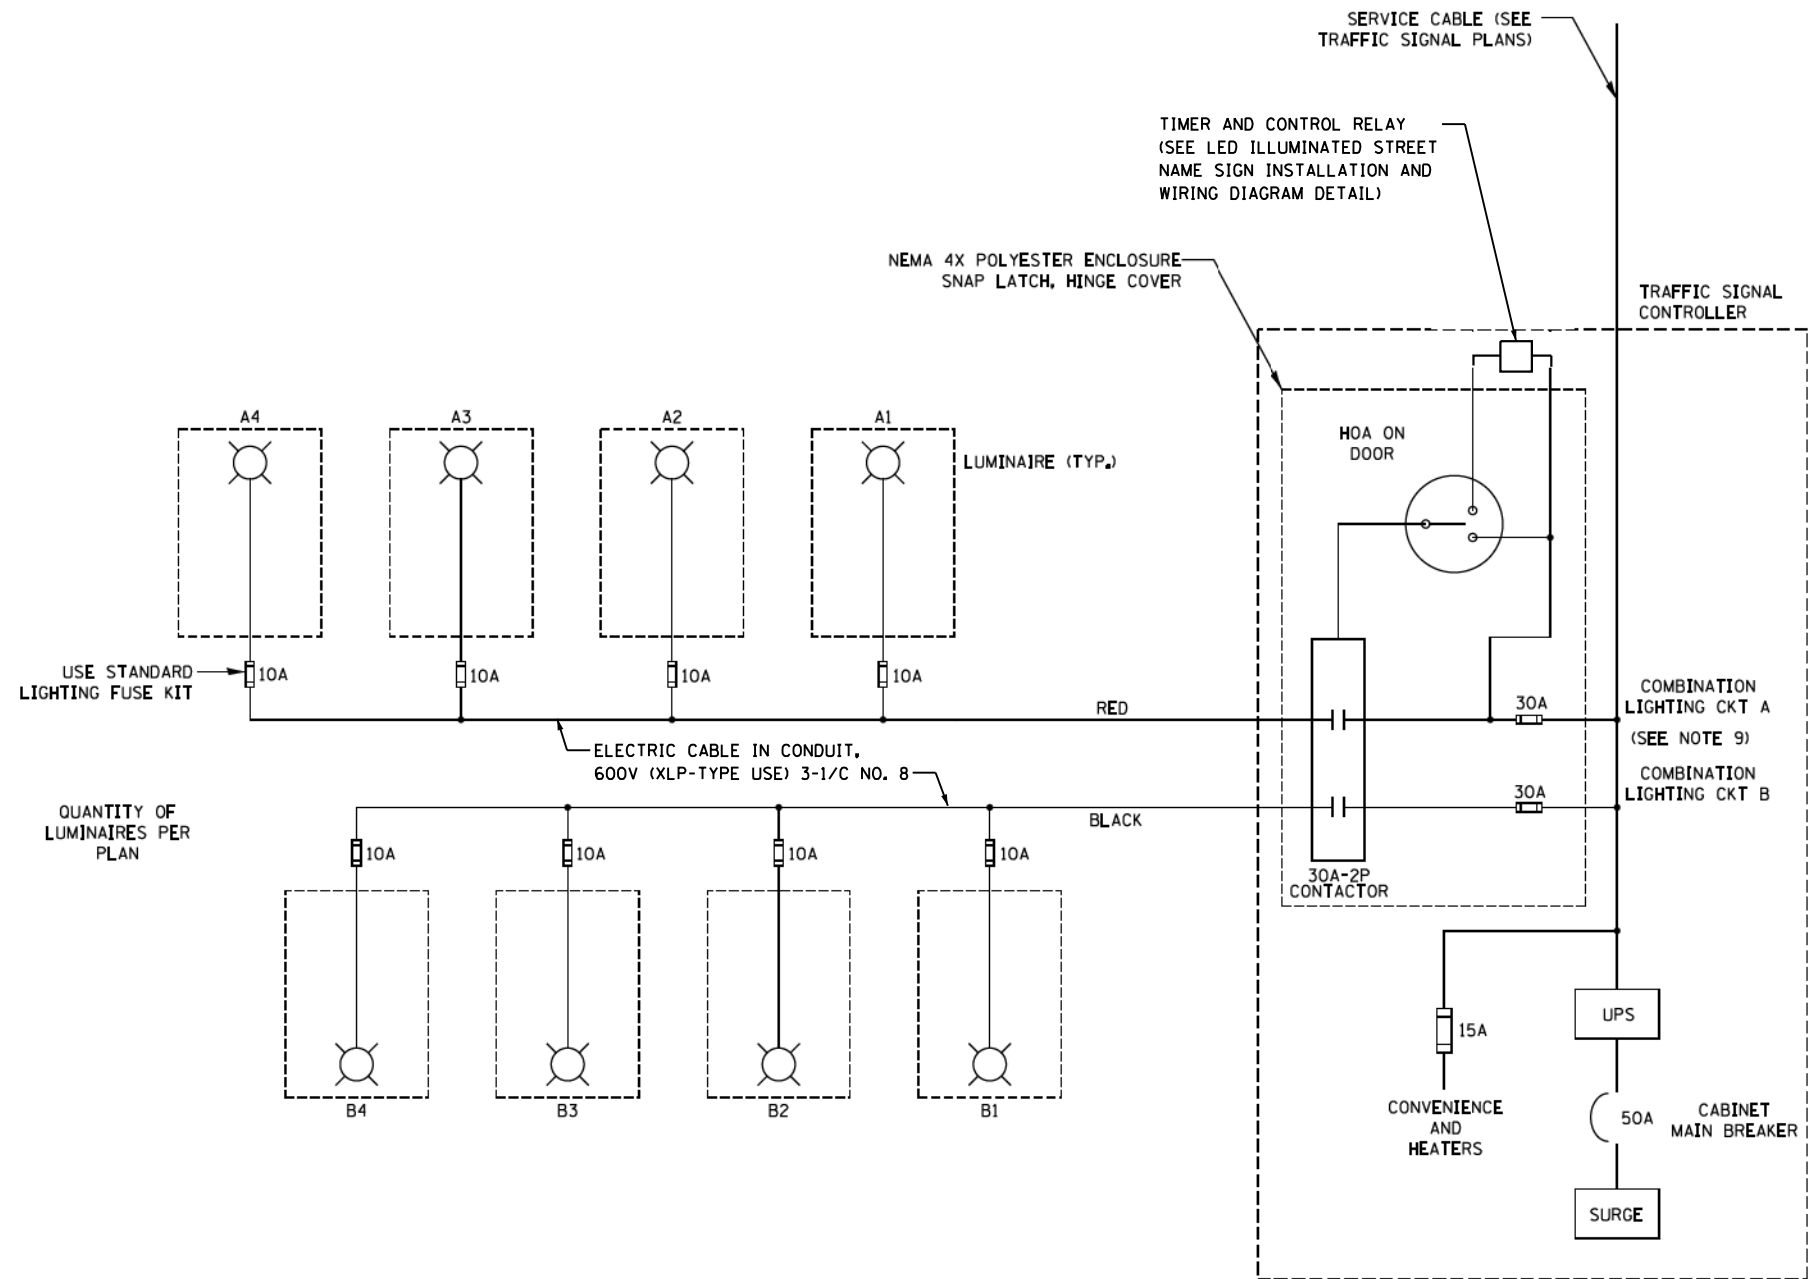 SERVICE CABLE (SEE
TRAFFIC SIGNAL PLANS)
TIMER AND CONTROL RELAY
(SEE LED ILLUMINATED STREET
NAME SIGN INSTALLATION AND
WIRING DIAGRAM DETAIL)
NEMA 4X POLYESTER ENCLOSURE
SNAP LATCH, HINGE COVER
TRAFFIC SIGNAL
CONTROLLER
A4
A3
A2
A1
LUMINAIRE (TYP.)
HOA ON
DOOR
USE STANDARD
LIGHTING FUSE KIT
10A
10A
10A
10A
RED
30A
COMBINATION
LIGHTING CKT A
(SEE NOTE 9)
ELECTRIC CABLE IN CONDUIT,
600V (XLP-TYPE USE) 3-1/C NO. 8
COMBINATION
LIGHTING CKT B
30A
BLACK
QUANTITY OF
LUMINAIRES PER
PLAN
10A
10A
10A
10A
30A-2P
CONTACTOR
B4
B3
B2
B1
15A
UPS
CONVENIENCE
AND
HEATERS
50A
CABINET
MAIN BREAKER
SURGE